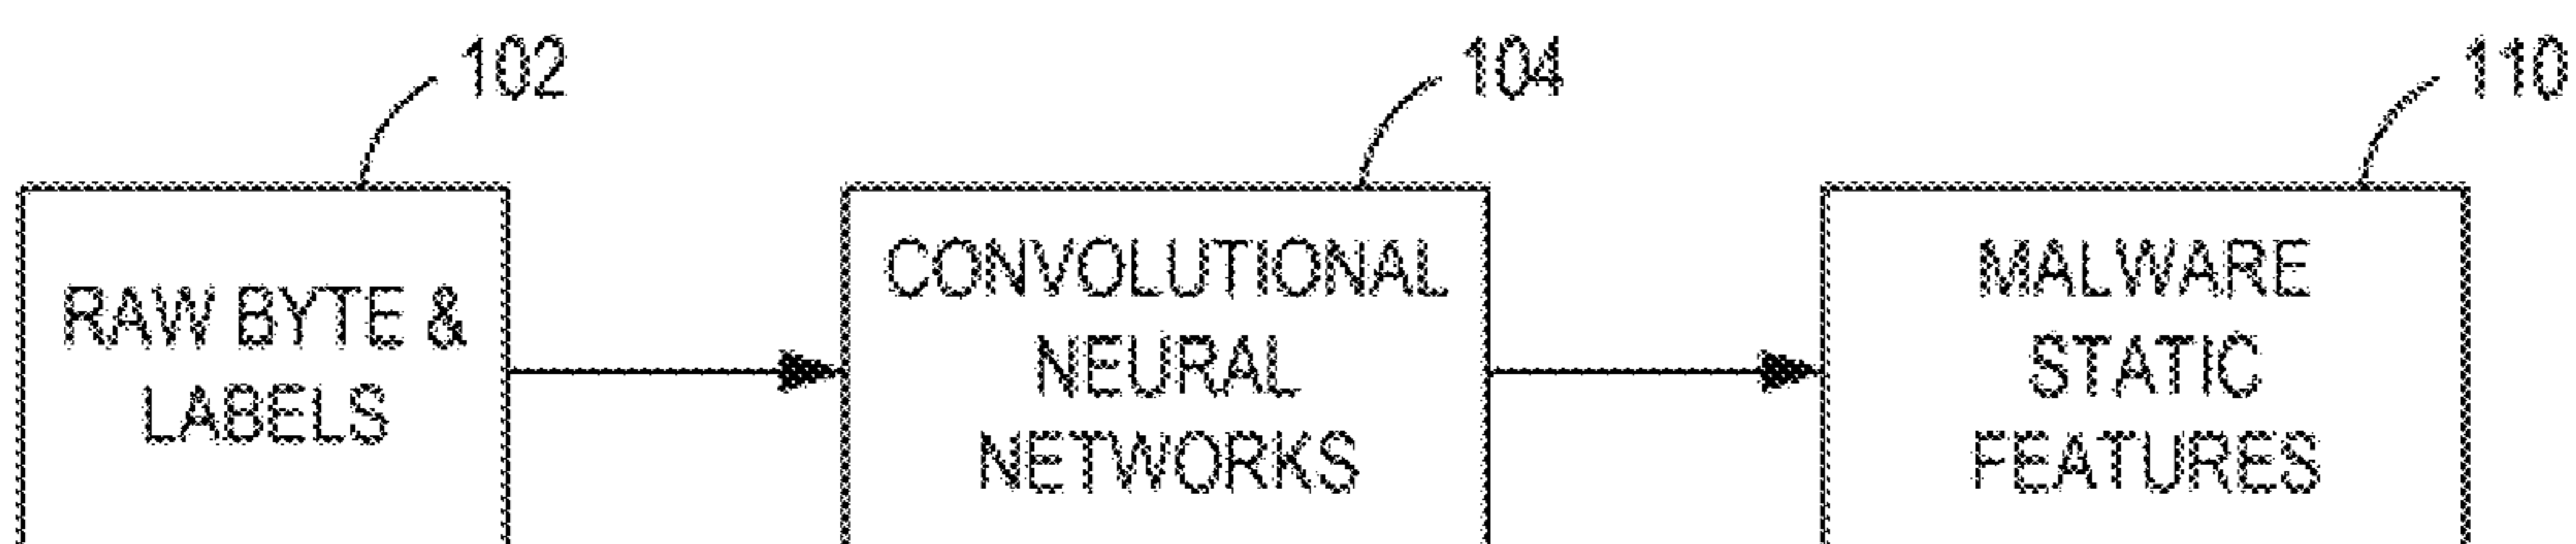 102
104
110
RAW BYTE &
LABELS
CONVOLUTIONAL
NEURAL
NETWORKS
MALWARE
STATIC
FEATURES